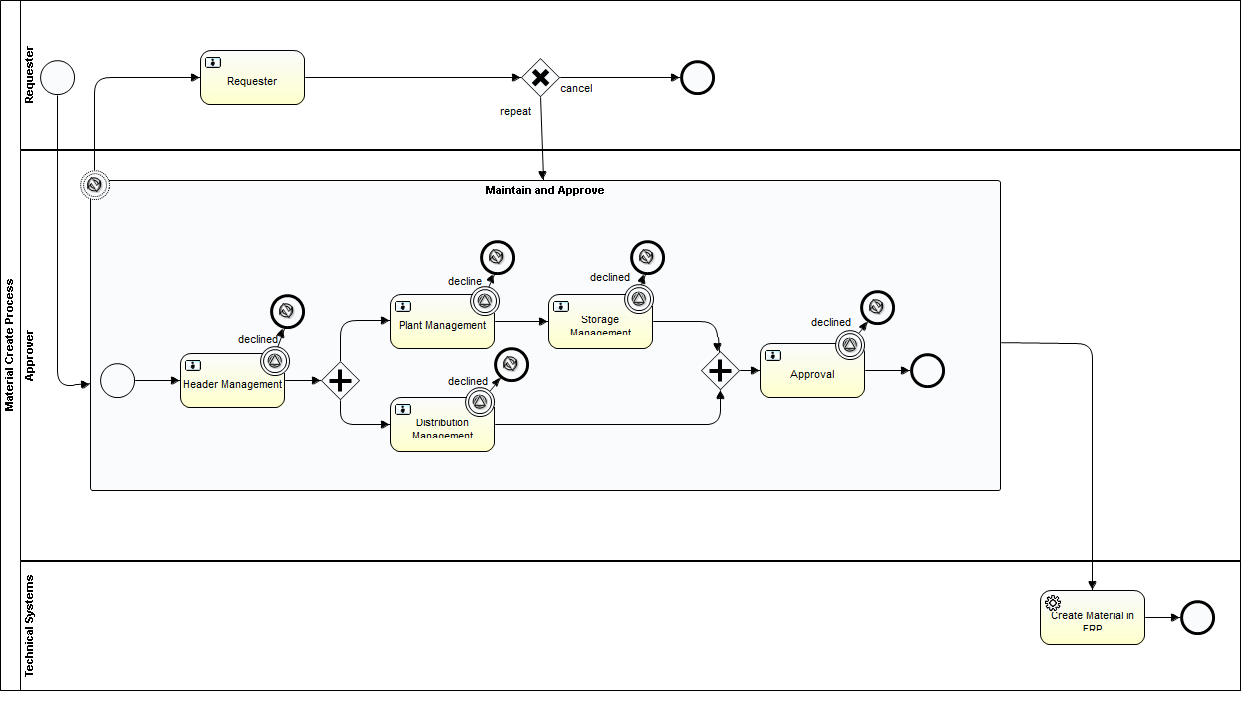 Material Create Process
Requester
Requester
cancel
repeat
Approver
Maintain and Approve
decline
declined
Plant Management
Storage
Management
declined
declined
Header Management
declined
Distribution
Management
declined
Approval
Technical Systems
Create Material in
ERP